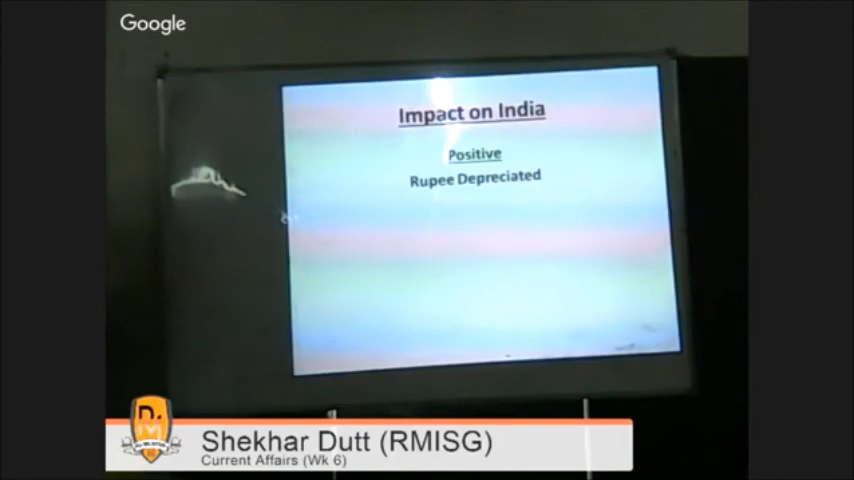 Google
Impact on India
Positive
Rupee Depreciated
Shekhar Dutt (RMISG)
Current Affairs (Wk 6)